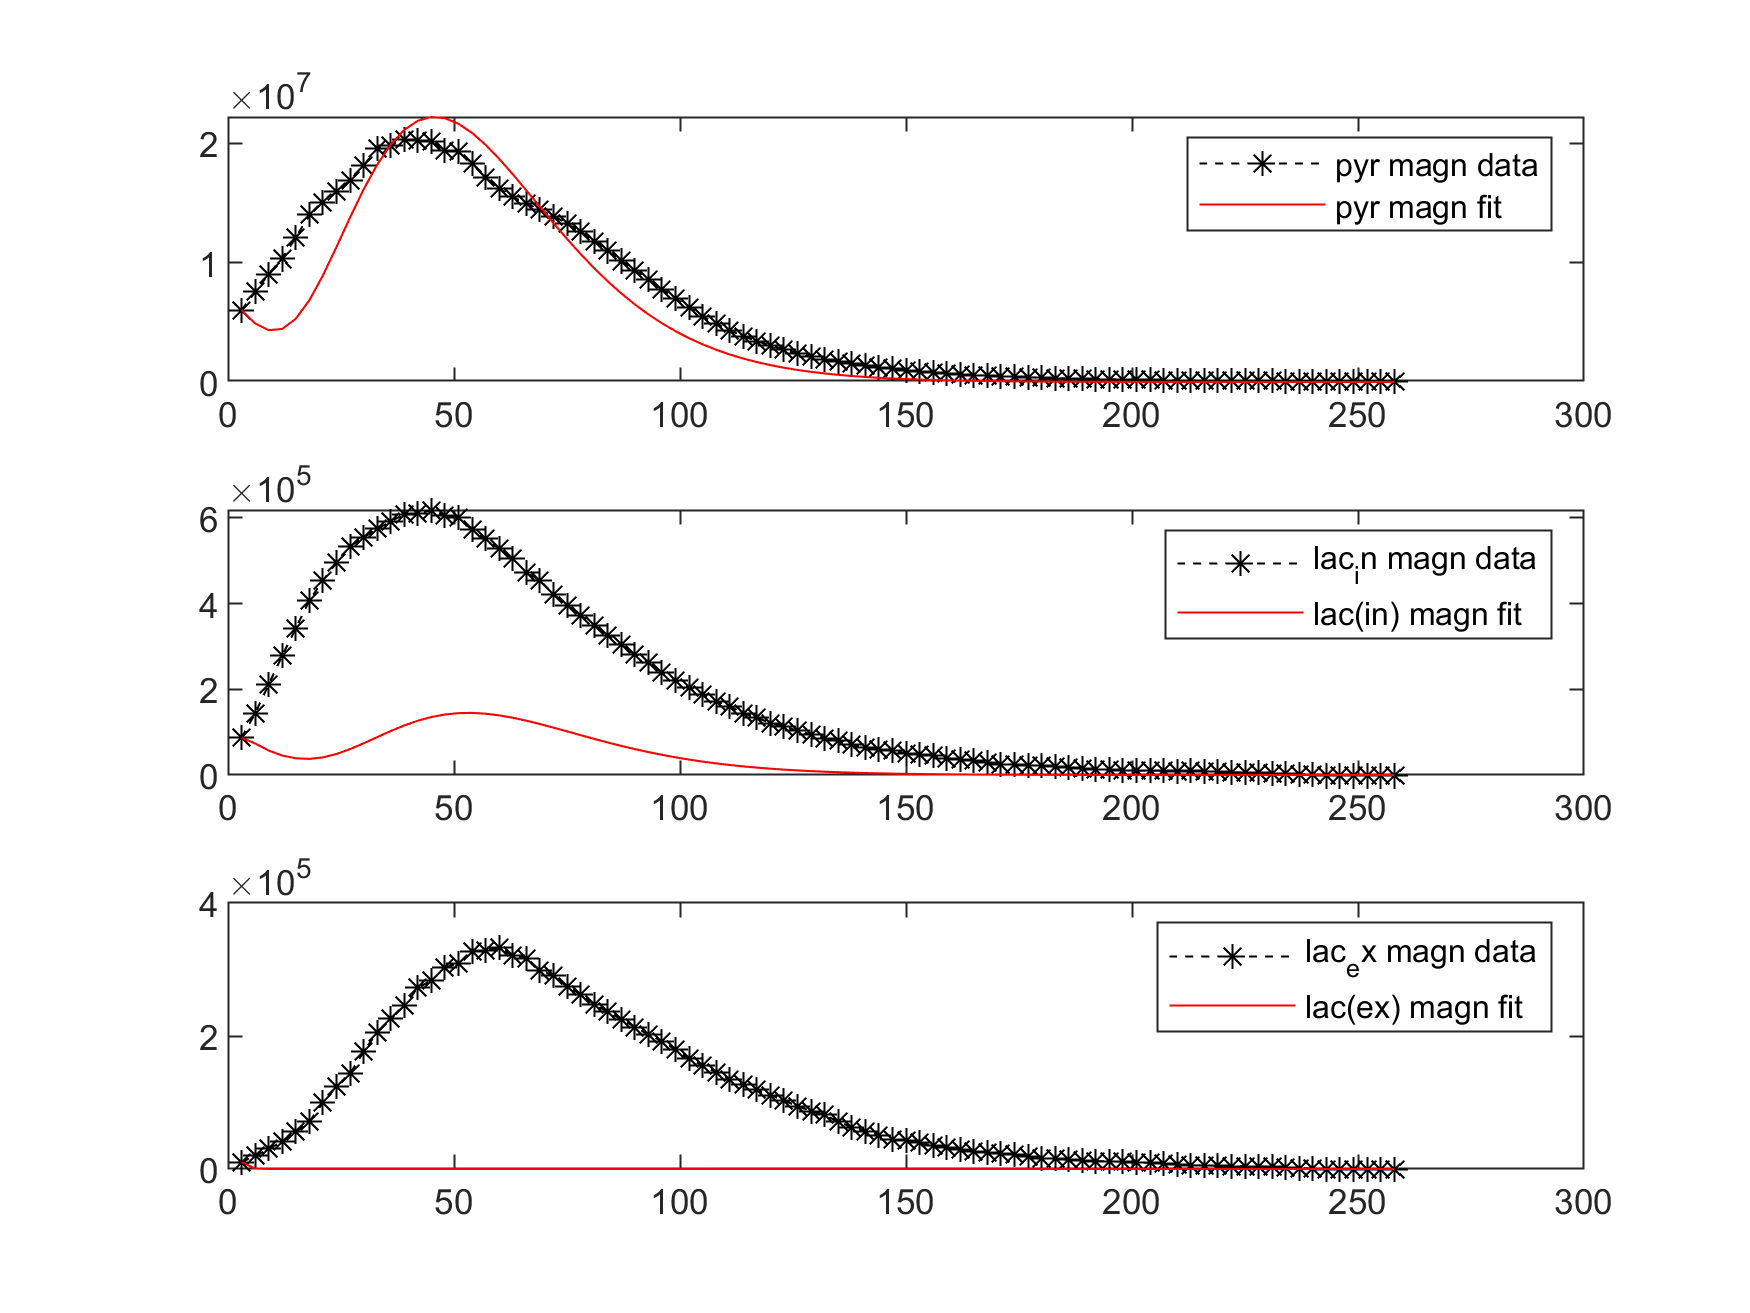 ×10^7
2
1
0
0 50 100 150 200 250 300
pyr magn data
pyr magn fit
×10^5
6
4
2
0
0 50 100 150 200 250 300
lac_in magn data
lac(in) magn fit
×10^5
4
2
0
0 50 100 150 200 250 300
lac_ex magn data
lac(ex) magn fit